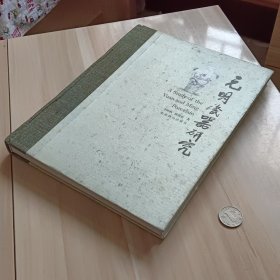 元明瓷器研究
A Study of the
Yuan and Ming
Porcelain